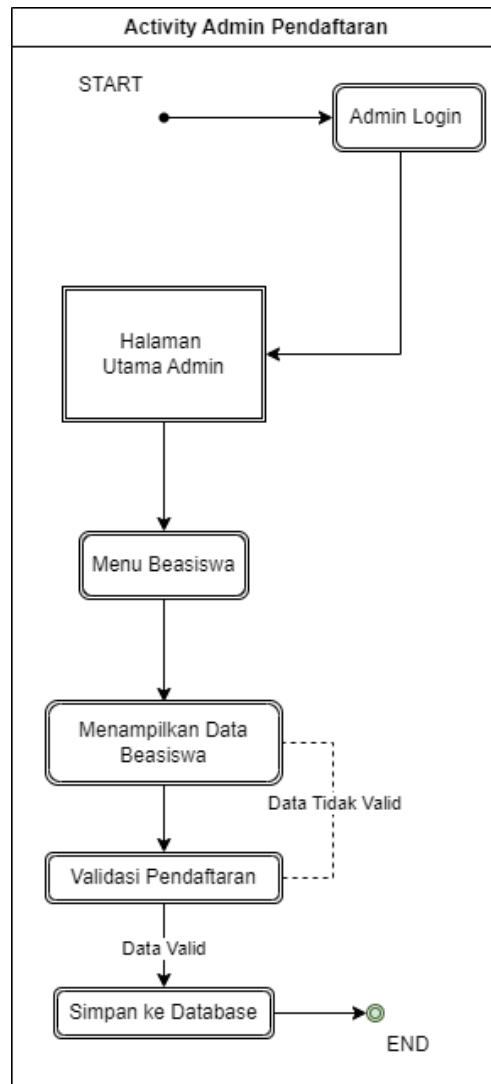 Activity Admin Pendaftaran
START
Admin Login
Halaman
Utama Admin
Menu Beasiswa
Menampilkan Data
Beasiswa
Data Tidak Valid
Validasi Pendaftaran
Data Valid
Simpan ke Database
END